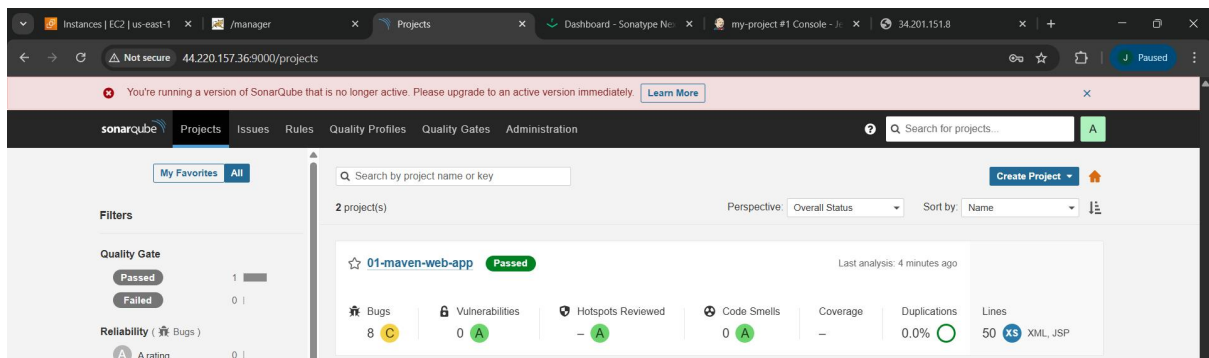 Instances | EC2 | us-east-1
/manager
Projects
Dashboard - Sonatype Ne
my-project #1 Console - Je
34.201.151.8
Not secure 44.220.157.36:9000/projects
J Paused
You're running a version of SonarQube that is no longer active. Please upgrade to an active version immediately. Learn More
sonarqube Projects Issues Rules Quality Profiles Quality Gates Administration ? Search for projects... A
My Favorites All
Search by project name or key
Create Project
2 project(s)
Perspective: Overall Status
Sort by: Name
Filters
Quality Gate
Passed 1
Failed 0
Reliability ( Bugs )
A A rating 0
01-maven-web-app Passed
Last analysis: 4 minutes ago
Bugs Vulnerabilities Hotspots Reviewed Code Smells Coverage Duplications Lines
8 C 0 A – A 0 A – 0.0% 50 XS XML, JSP